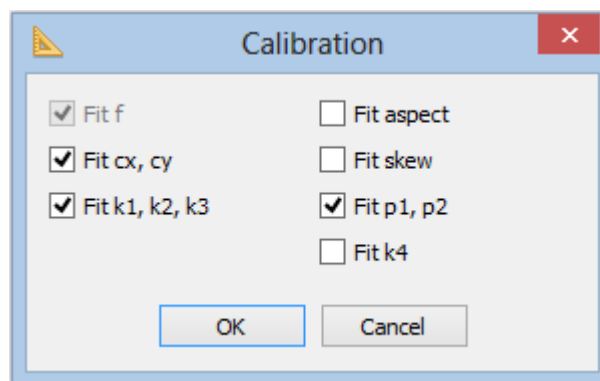 Calibration
Fit f
Fit aspect
Fit cx, cy
Fit skew
Fit k1, k2, k3
Fit p1, p2
Fit k4
OK
Cancel